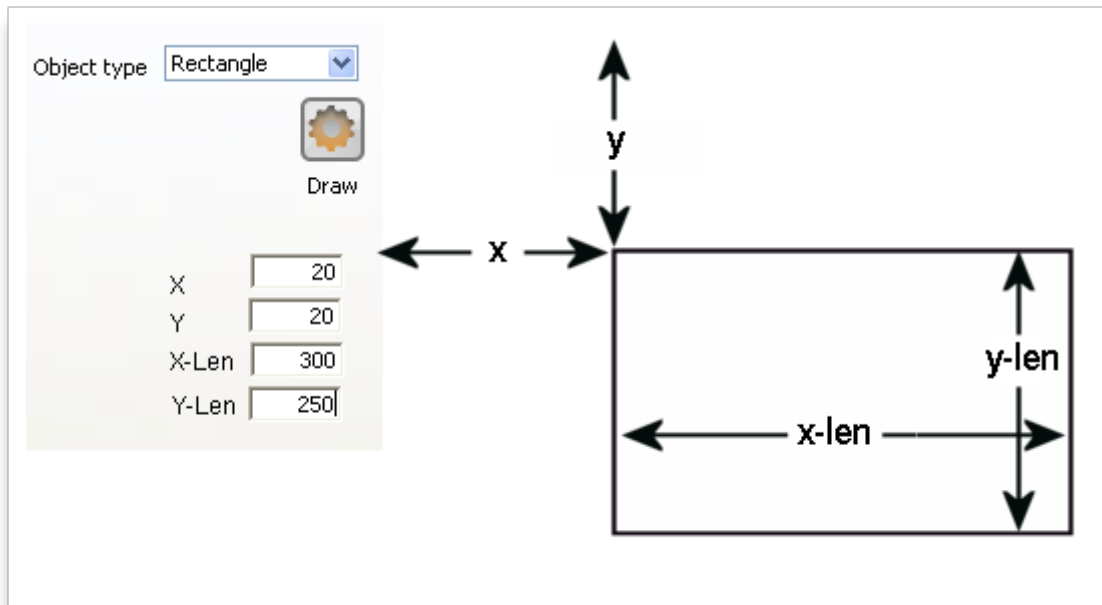 Object type Rectangle
Draw
X 20
Y 20
X-Len 300
Y-Len 250
y
x
y-len
x-len